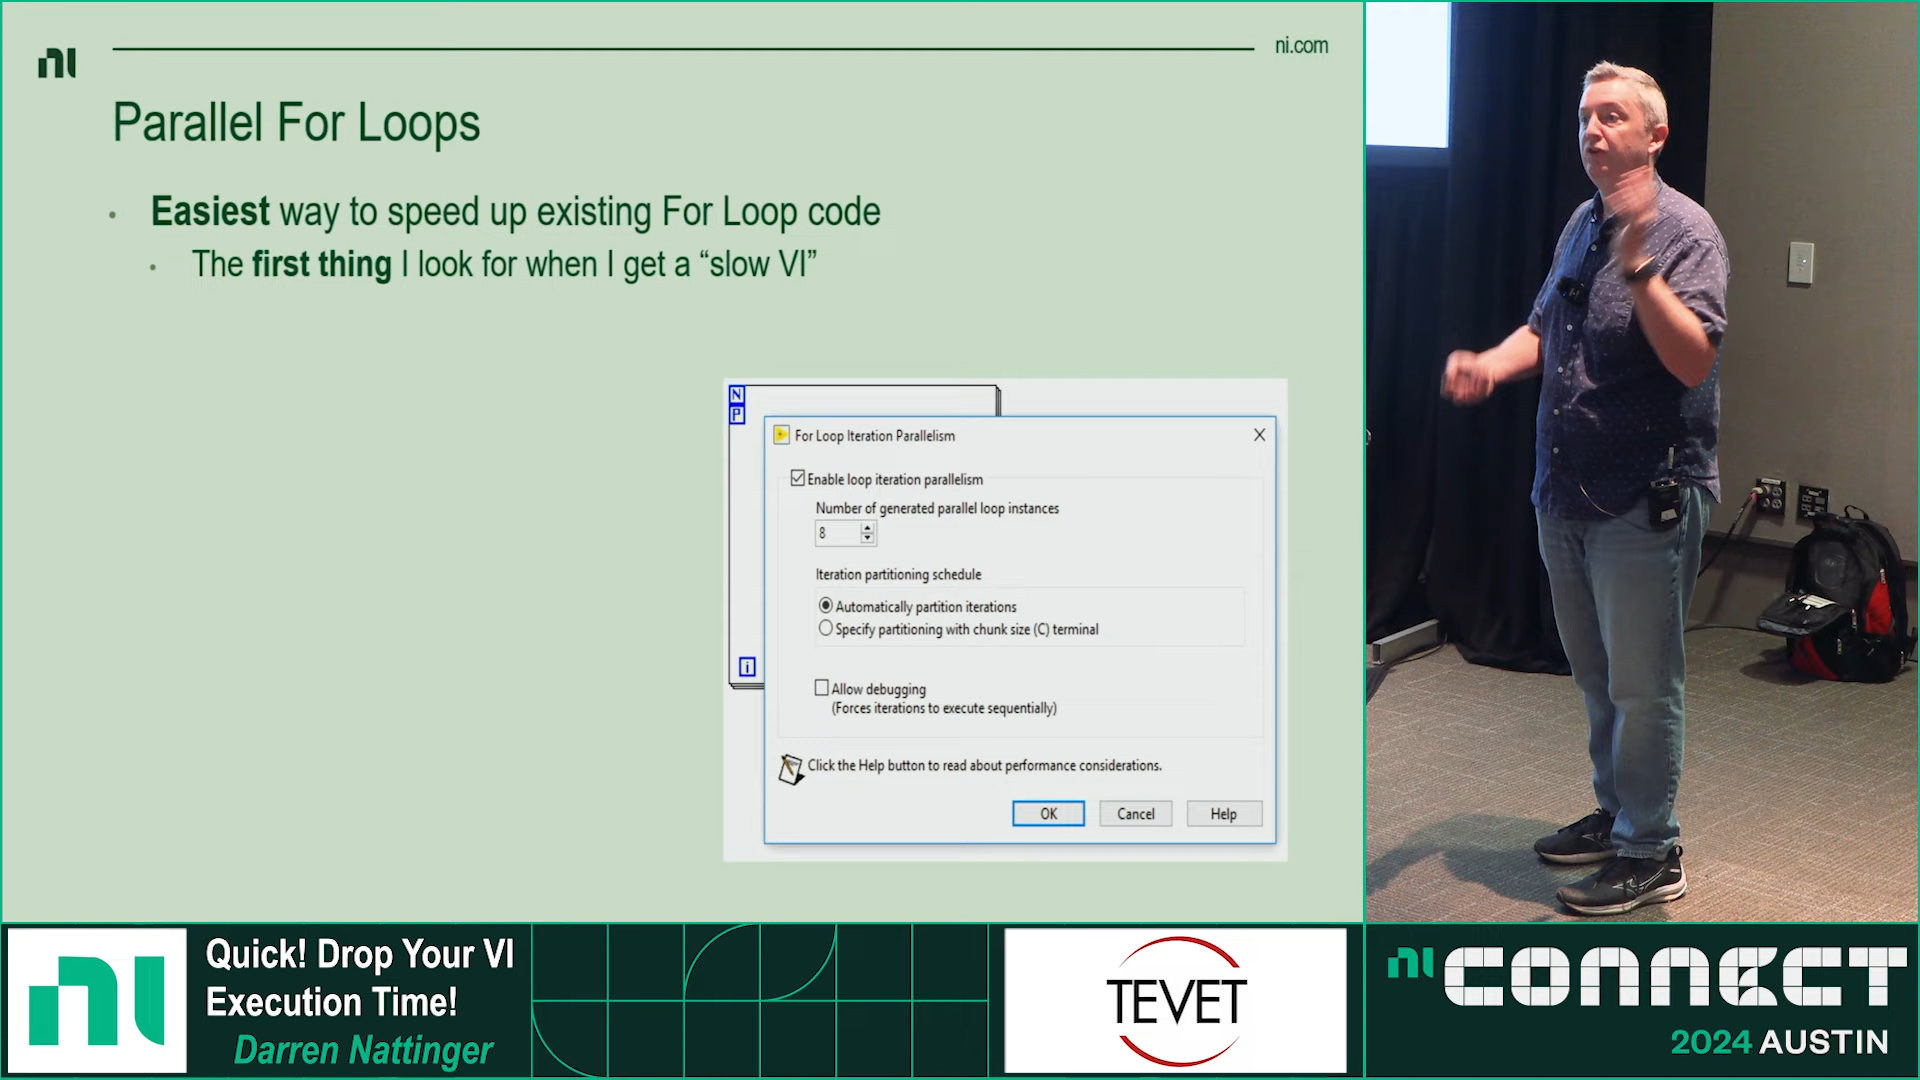 ni
ni.com
Parallel For Loops
• Easiest way to speed up existing For Loop code
• The first thing I look for when I get a “slow VI”
N
P
For Loop Iteration Parallelism
Enable loop iteration parallelism
Number of generated parallel loop instances
8
Iteration partitioning schedule
Automatically partition iterations
Specify partitioning with chunk size (C) terminal
Allow debugging
(Forces iterations to execute sequentially)
Click the Help button to read about performance considerations.
OK
Cancel
Help
i
ni
Quick! Drop Your VI
Execution Time!
Darren Nattinger
TEVET
ni CONNECT
2024 AUSTIN